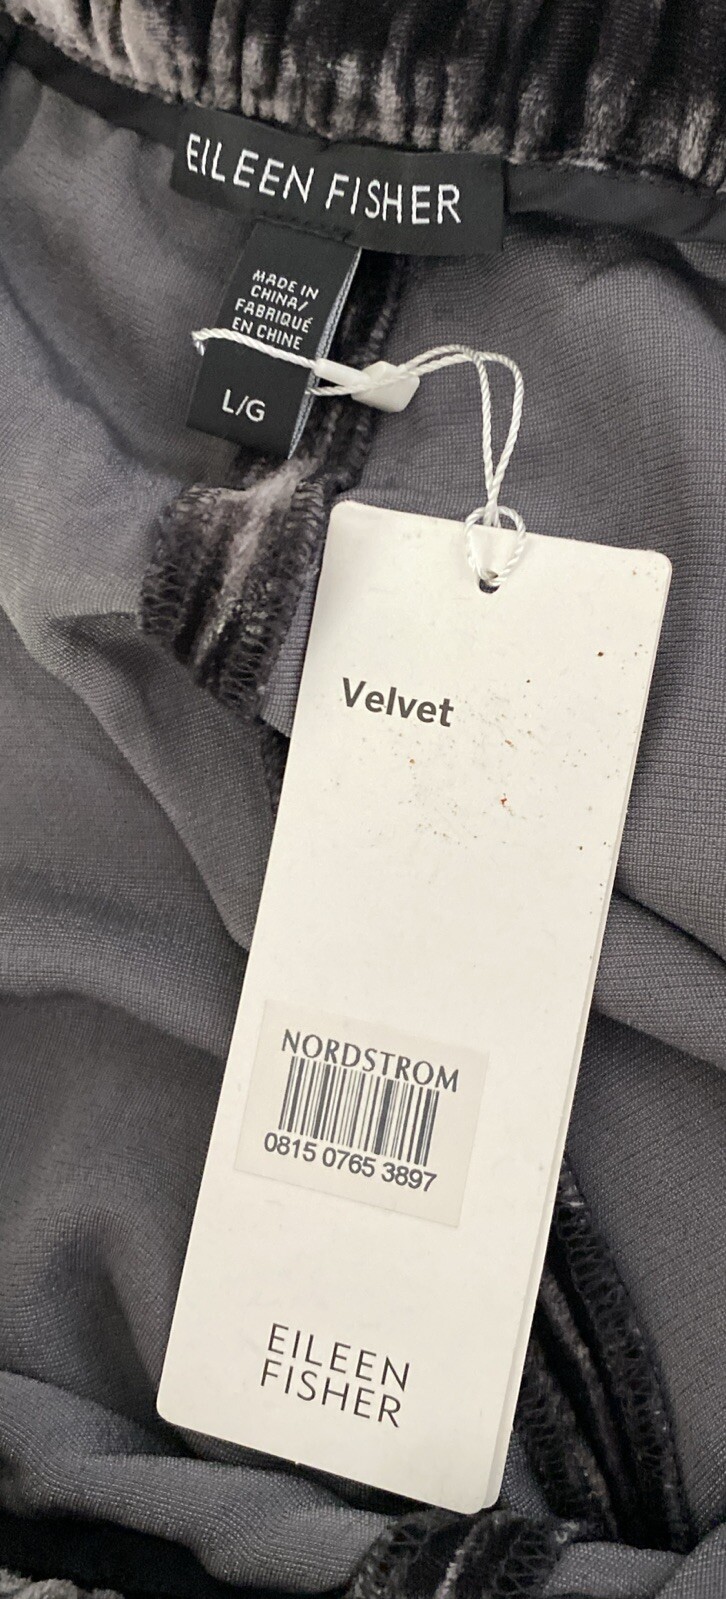 EILEEN FISHER
MADE IN
CHINA/
FABRIQUÉ
EN CHINE
L/G
Velvet
NORDSTROM
0815 0765 3897
EILEEN
FISHER